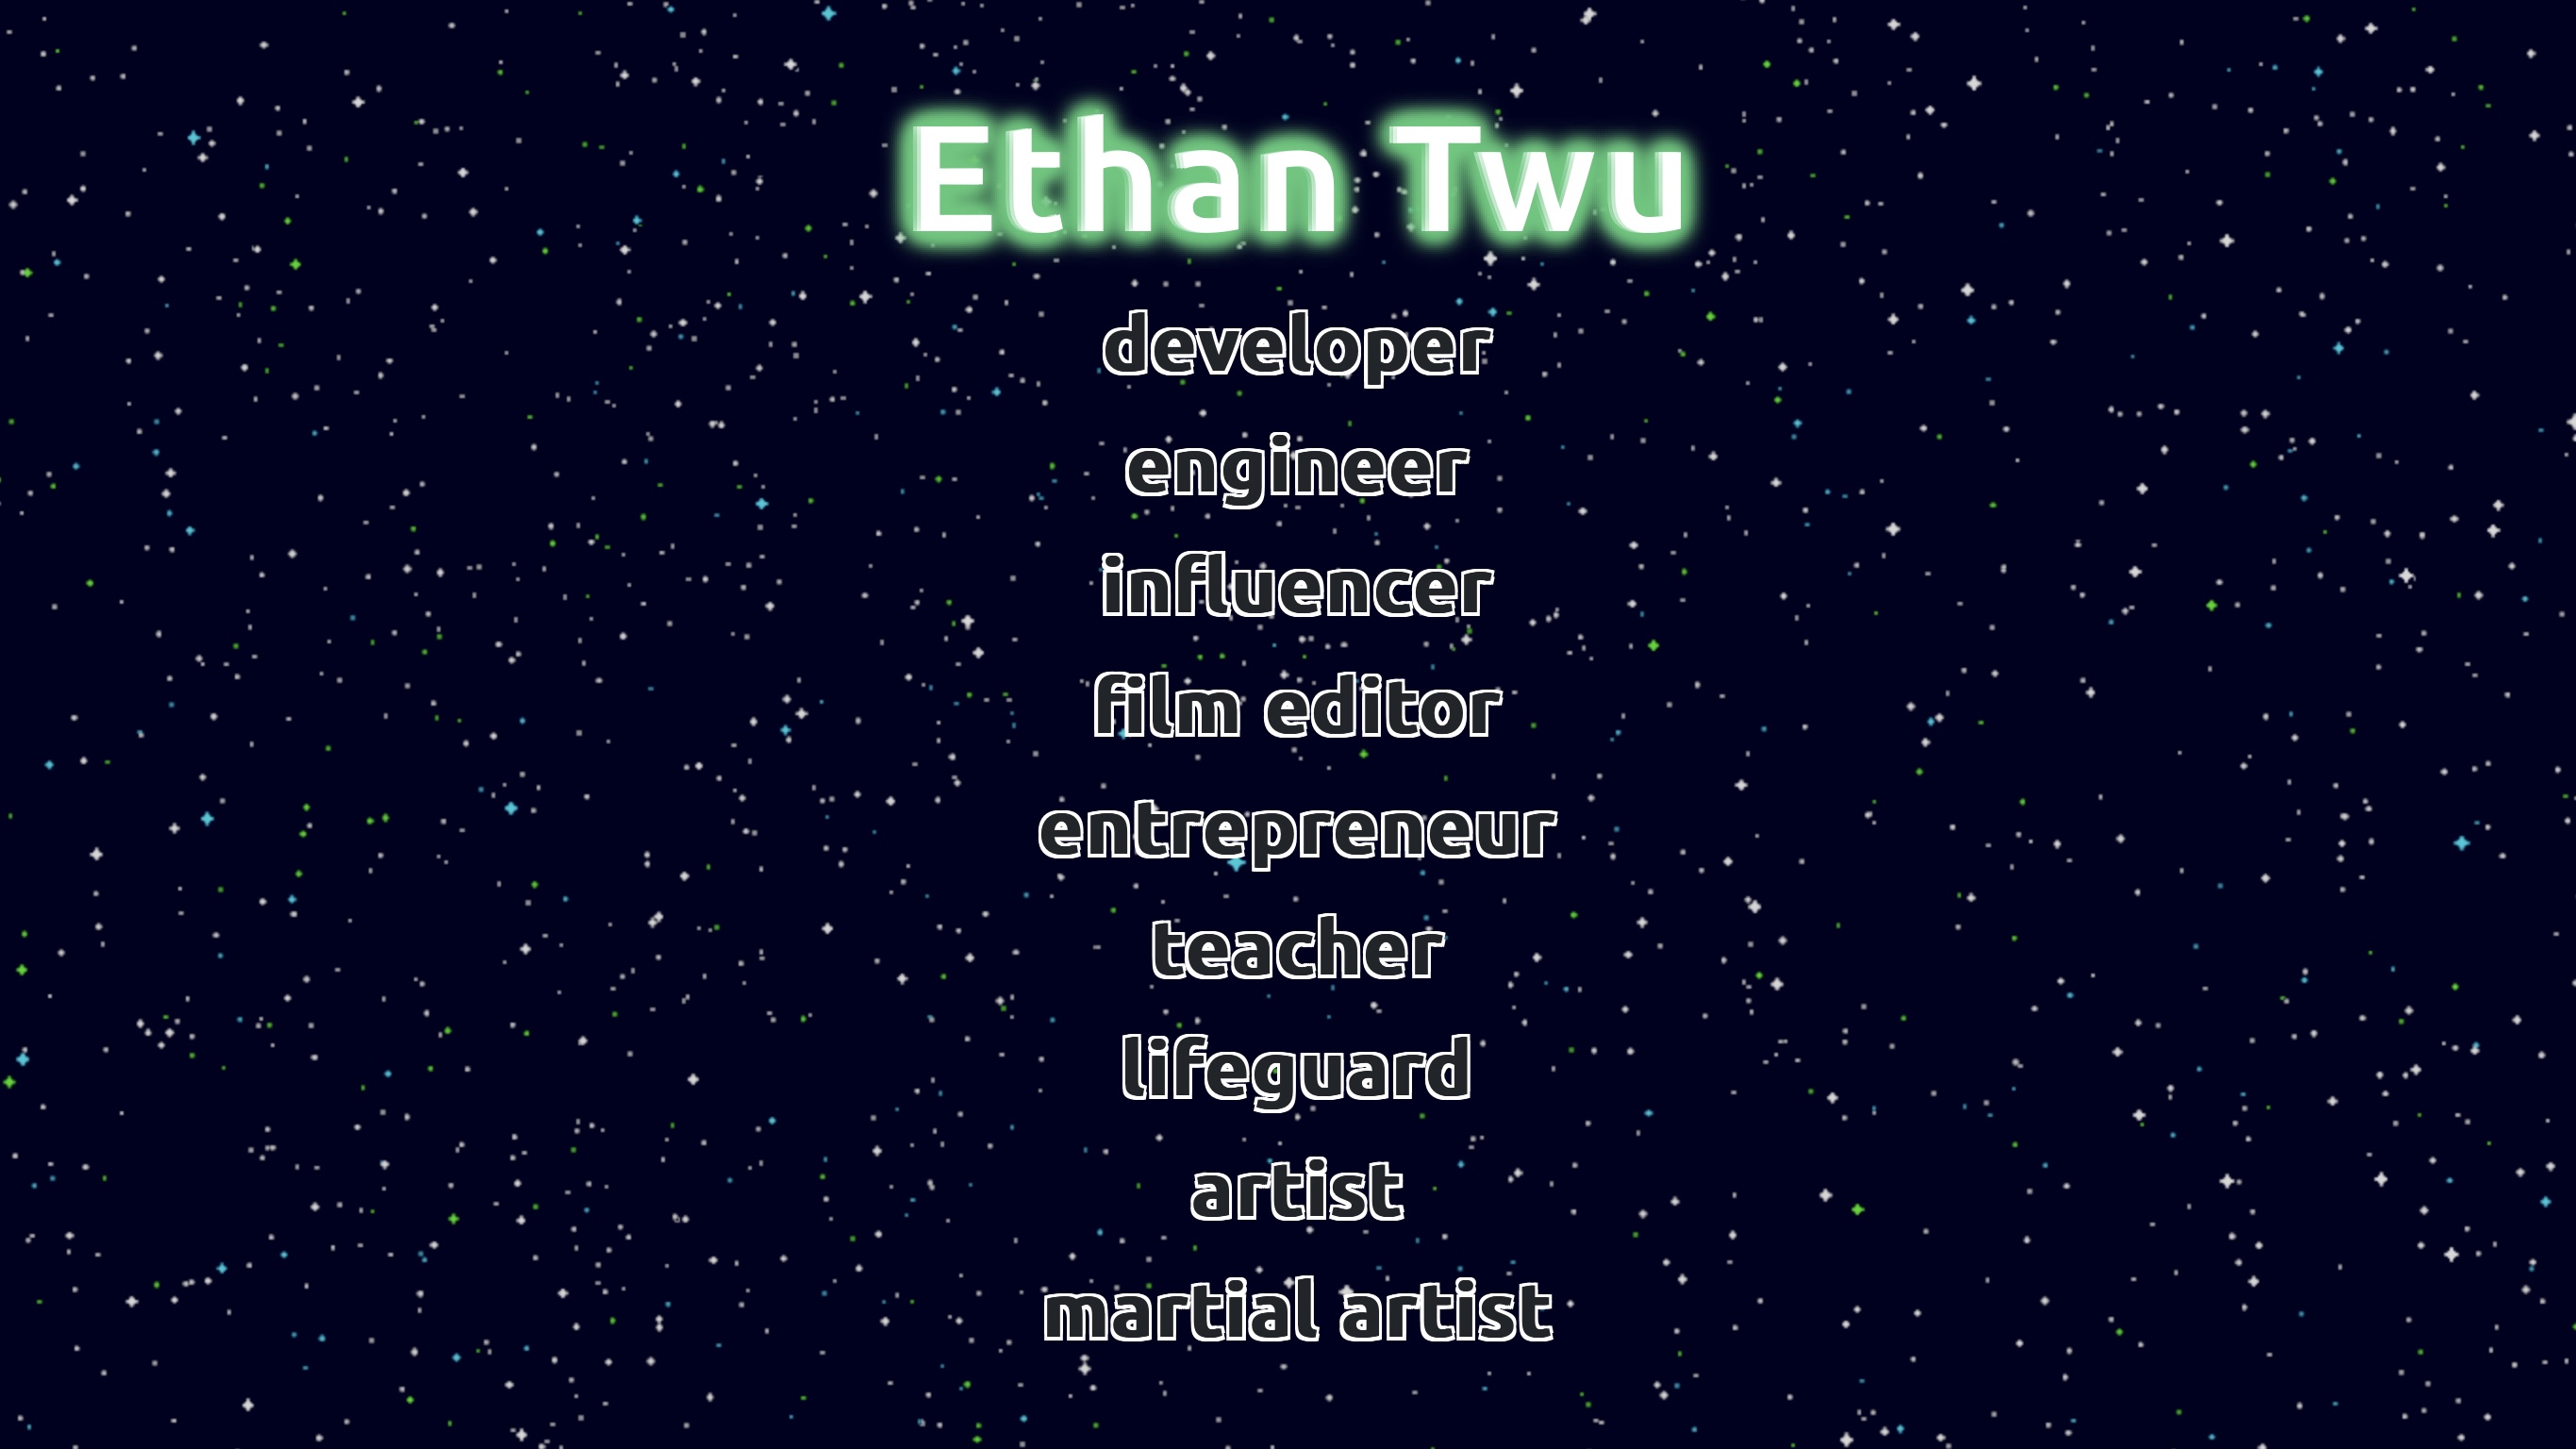 Ethan Twu
developer
engineer
influencer
film editor
entrepreneur
teacher
lifeguard
artist
martial artist